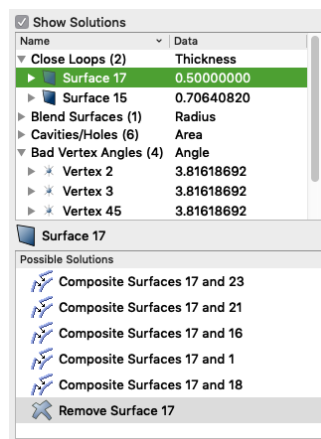 Show Solutions
Name Data
Close Loops (2) Thickness
Surface 17 0.50000000
Surface 15 0.70640820
Blend Surfaces (1) Radius
Cavities/Holes (6) Area
Bad Vertex Angles (4) Angle
Vertex 2 3.81618692
Vertex 3 3.81618692
Vertex 45 3.81618692
Surface 17
Possible Solutions
Composite Surfaces 17 and 23
Composite Surfaces 17 and 21
Composite Surfaces 17 and 16
Composite Surfaces 17 and 1
Composite Surfaces 17 and 18
Remove Surface 17